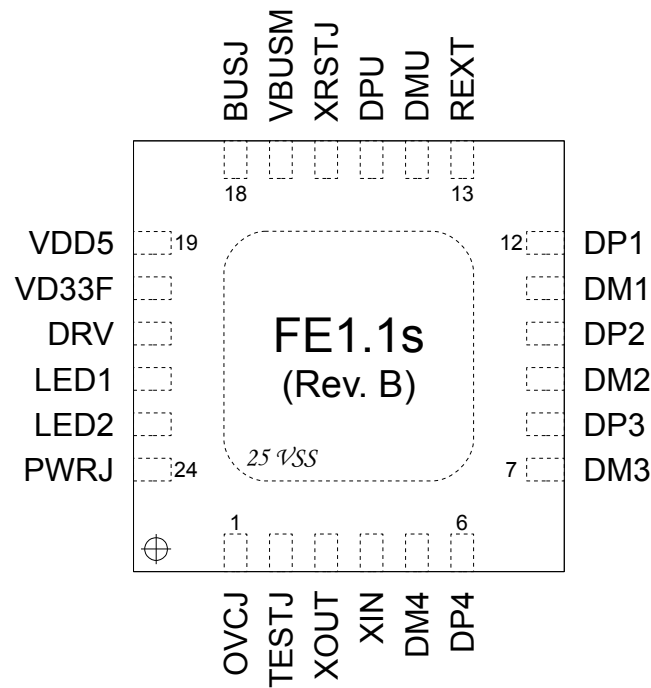 BUSJ
VBUSM
XRSTJ
DPU
DMU
REXT
18
13
VDD5
19
12
DP1
VD33F
DM1
DRV
DP2
LED1
DM2
LED2
DP3
PWRJ
24
7
DM3
FE1.1s
(Rev. B)
25 VSS
1
6
OVCJ
TESTJ
XOUT
XIN
DM4
DP4